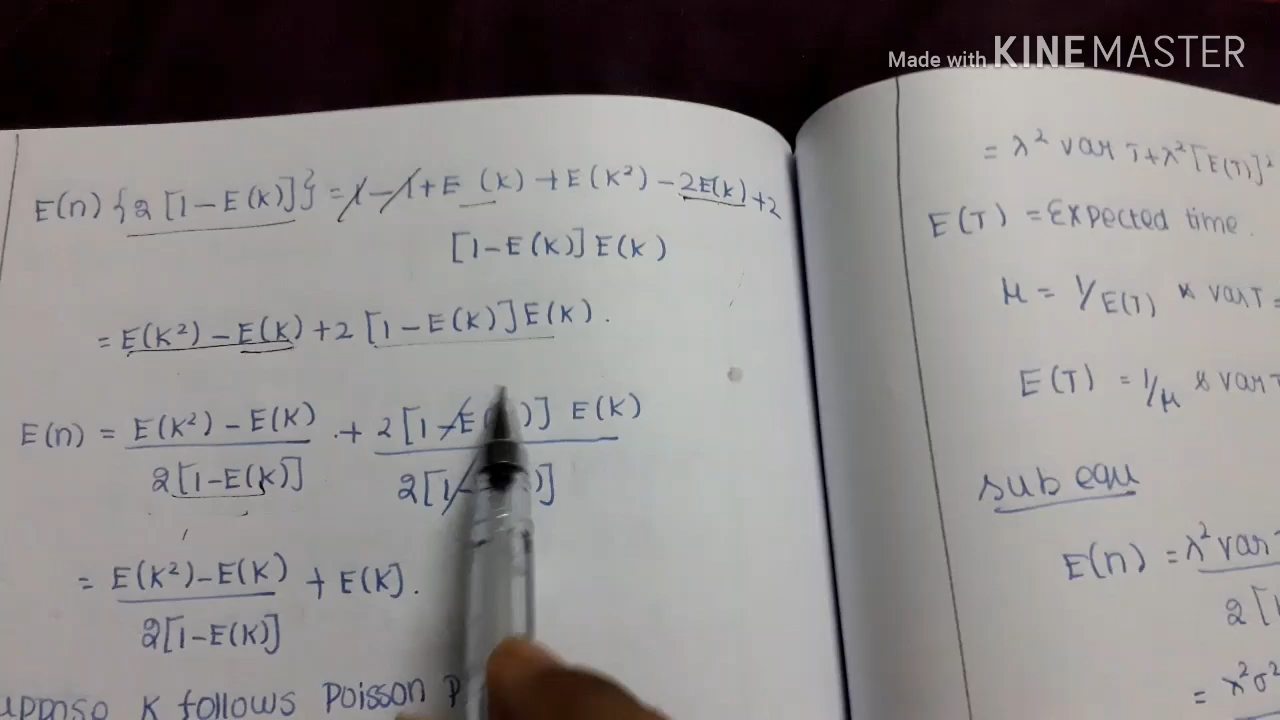 Made with KINEMASTER
E(n) {2 [1-E(K)]} = 1-1+E(K)+E(K²)-2E(K)+2
[1-E(K)] E(K)
= E(K²)-E(K)+2 [1-E(K)]E(K).
E(n) = E(K²)-E(K) / 2[1-E(K)] + 2[1-E( )] E(K) / 2[1- )]
= E(K²)-E(K) / 2[1-E(K)] + E(K).
K follows Poisson P
= λ² var T+λ²[E(T)]²
E(T) = Expected time.
μ = 1/E(T) & var T =
E(T) = 1/μ & var T
sub equ
E(n) = λ² var / 2[1
= λ²σ²